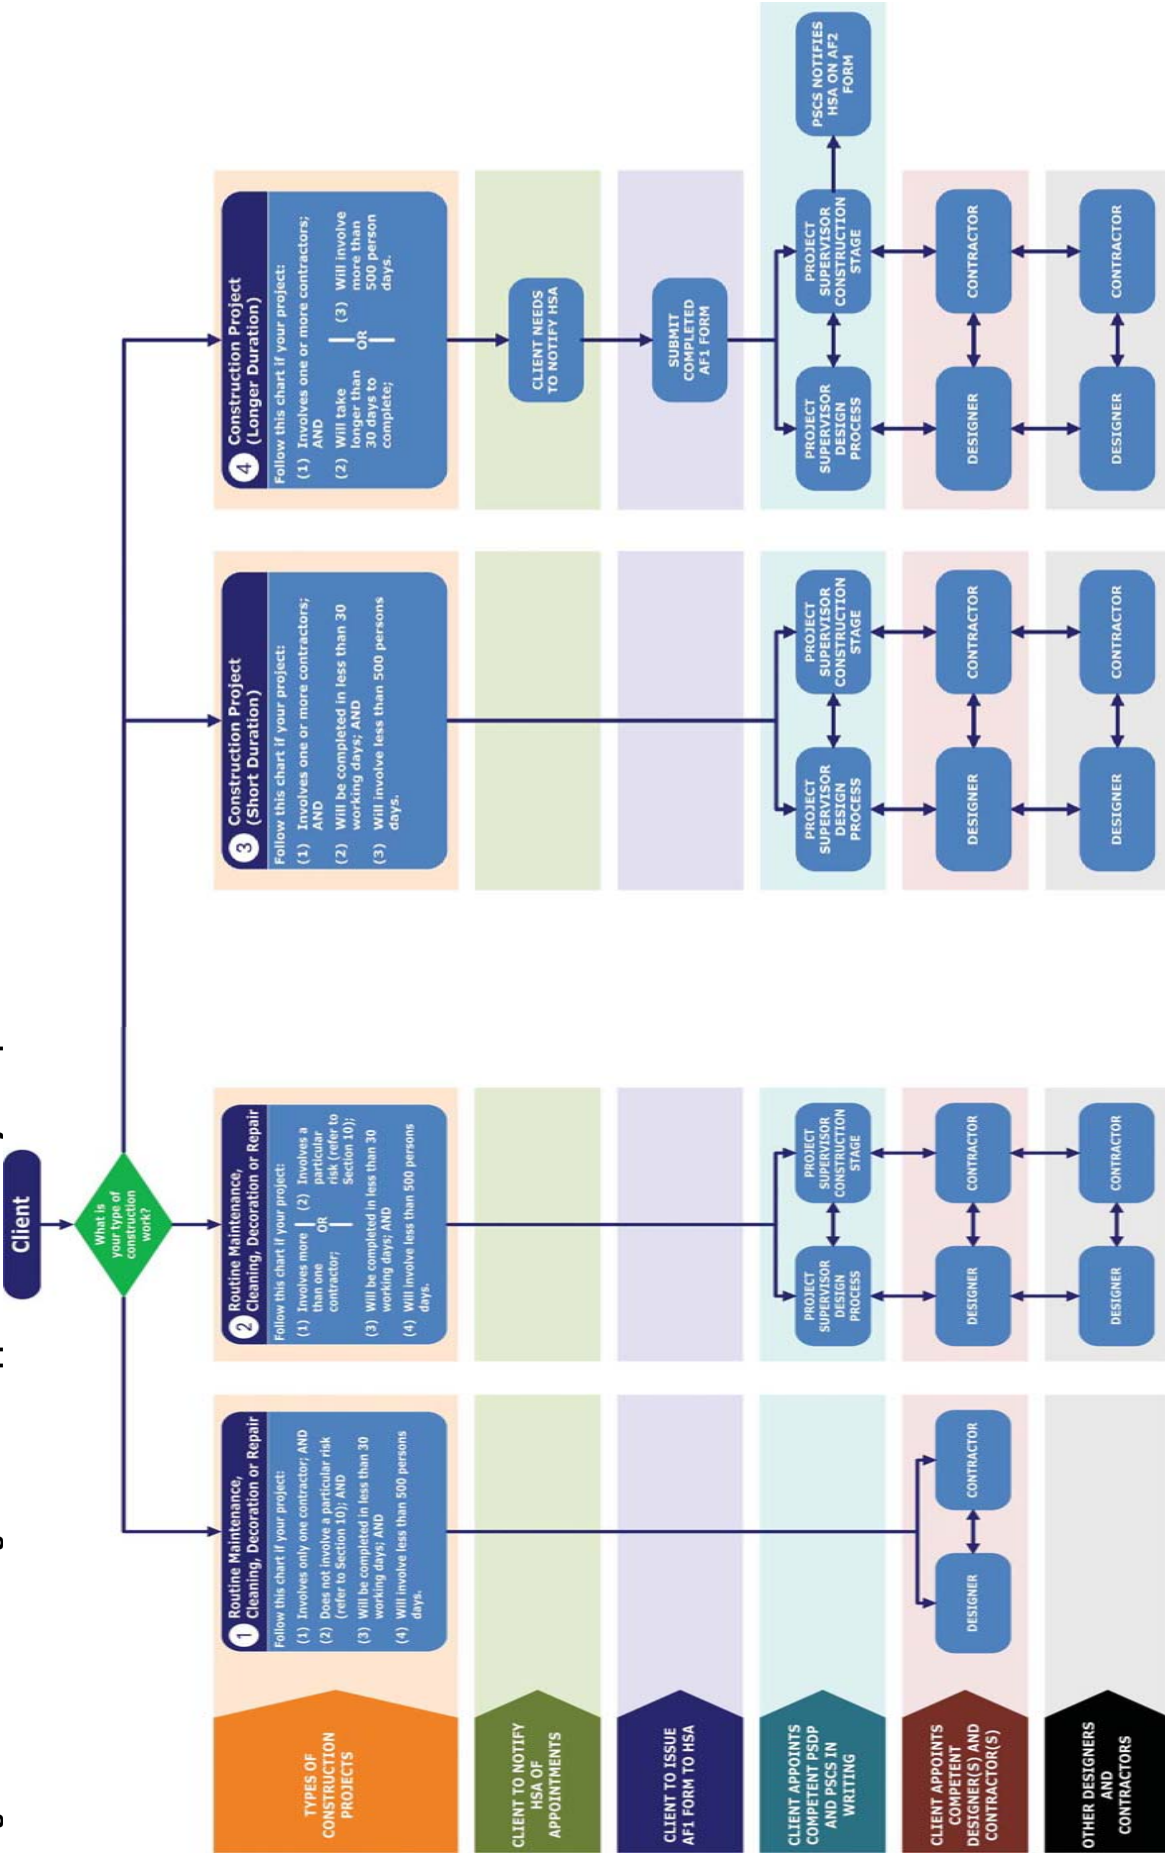 Client
What is
your type of
construction
work?
TYPES OF
CONSTRUCTION
PROJECTS
1 Routine Maintenance,
Cleaning, Decoration or Repair
Follow this chart if your project:
(1) Involves only one contractor; AND
(2) Does not involve a particular risk
(refer to Section 10); AND
(3) Will be completed in less than 30
working days; AND
(4) Will involve less than 500 persons
days.
2 Routine Maintenance,
Cleaning, Decoration or Repair
Follow this chart if your project:
(1) Involves more
than one
contractor;
OR
(2) Involves a
particular
risk (refer to
Section 10);
(3) Will be completed in less than 30
working days; AND
(4) Will involve less than 500 persons
days.
3 Construction Project
(Short Duration)
Follow this chart if your project:
(1) Involves one or more contractors;
AND
(2) Will be completed in less than 30
working days; AND
(3) Will involve less than 500 persons
days.
4 Construction Project
(Longer Duration)
Follow this chart if your project:
(1) Involves one or more contractors;
AND
(2) Will take
longer than
30 days to
complete;
OR
(3) Will involve
more than
500 person
days.
CLIENT TO NOTIFY
HSA OF
APPOINTMENTS
CLIENT NEEDS
TO NOTIFY HSA
CLIENT TO ISSUE
AF1 FORM TO HSA
SUBMIT
COMPLETED
AF1 FORM
CLIENT APPOINTS
COMPETENT PSDP
AND PSCS IN
WRITING
PROJECT
SUPERVISOR
DESIGN
PROCESS
PROJECT
SUPERVISOR
CONSTRUCTION
STAGE
PROJECT
SUPERVISOR
DESIGN
PROCESS
PROJECT
SUPERVISOR
CONSTRUCTION
STAGE
PROJECT
SUPERVISOR
DESIGN
PROCESS
PROJECT
SUPERVISOR
CONSTRUCTION
STAGE
PSCS NOTIFIES
HSA ON AF2
FORM
CLIENT APPOINTS
COMPETENT
DESIGNER(S) AND
CONTRACTOR(S)
DESIGNER
CONTRACTOR
DESIGNER
CONTRACTOR
DESIGNER
CONTRACTOR
DESIGNER
CONTRACTOR
OTHER DESIGNERS
AND
CONTRACTORS
DESIGNER
CONTRACTOR
DESIGNER
CONTRACTOR
DESIGNER
CONTRACTOR